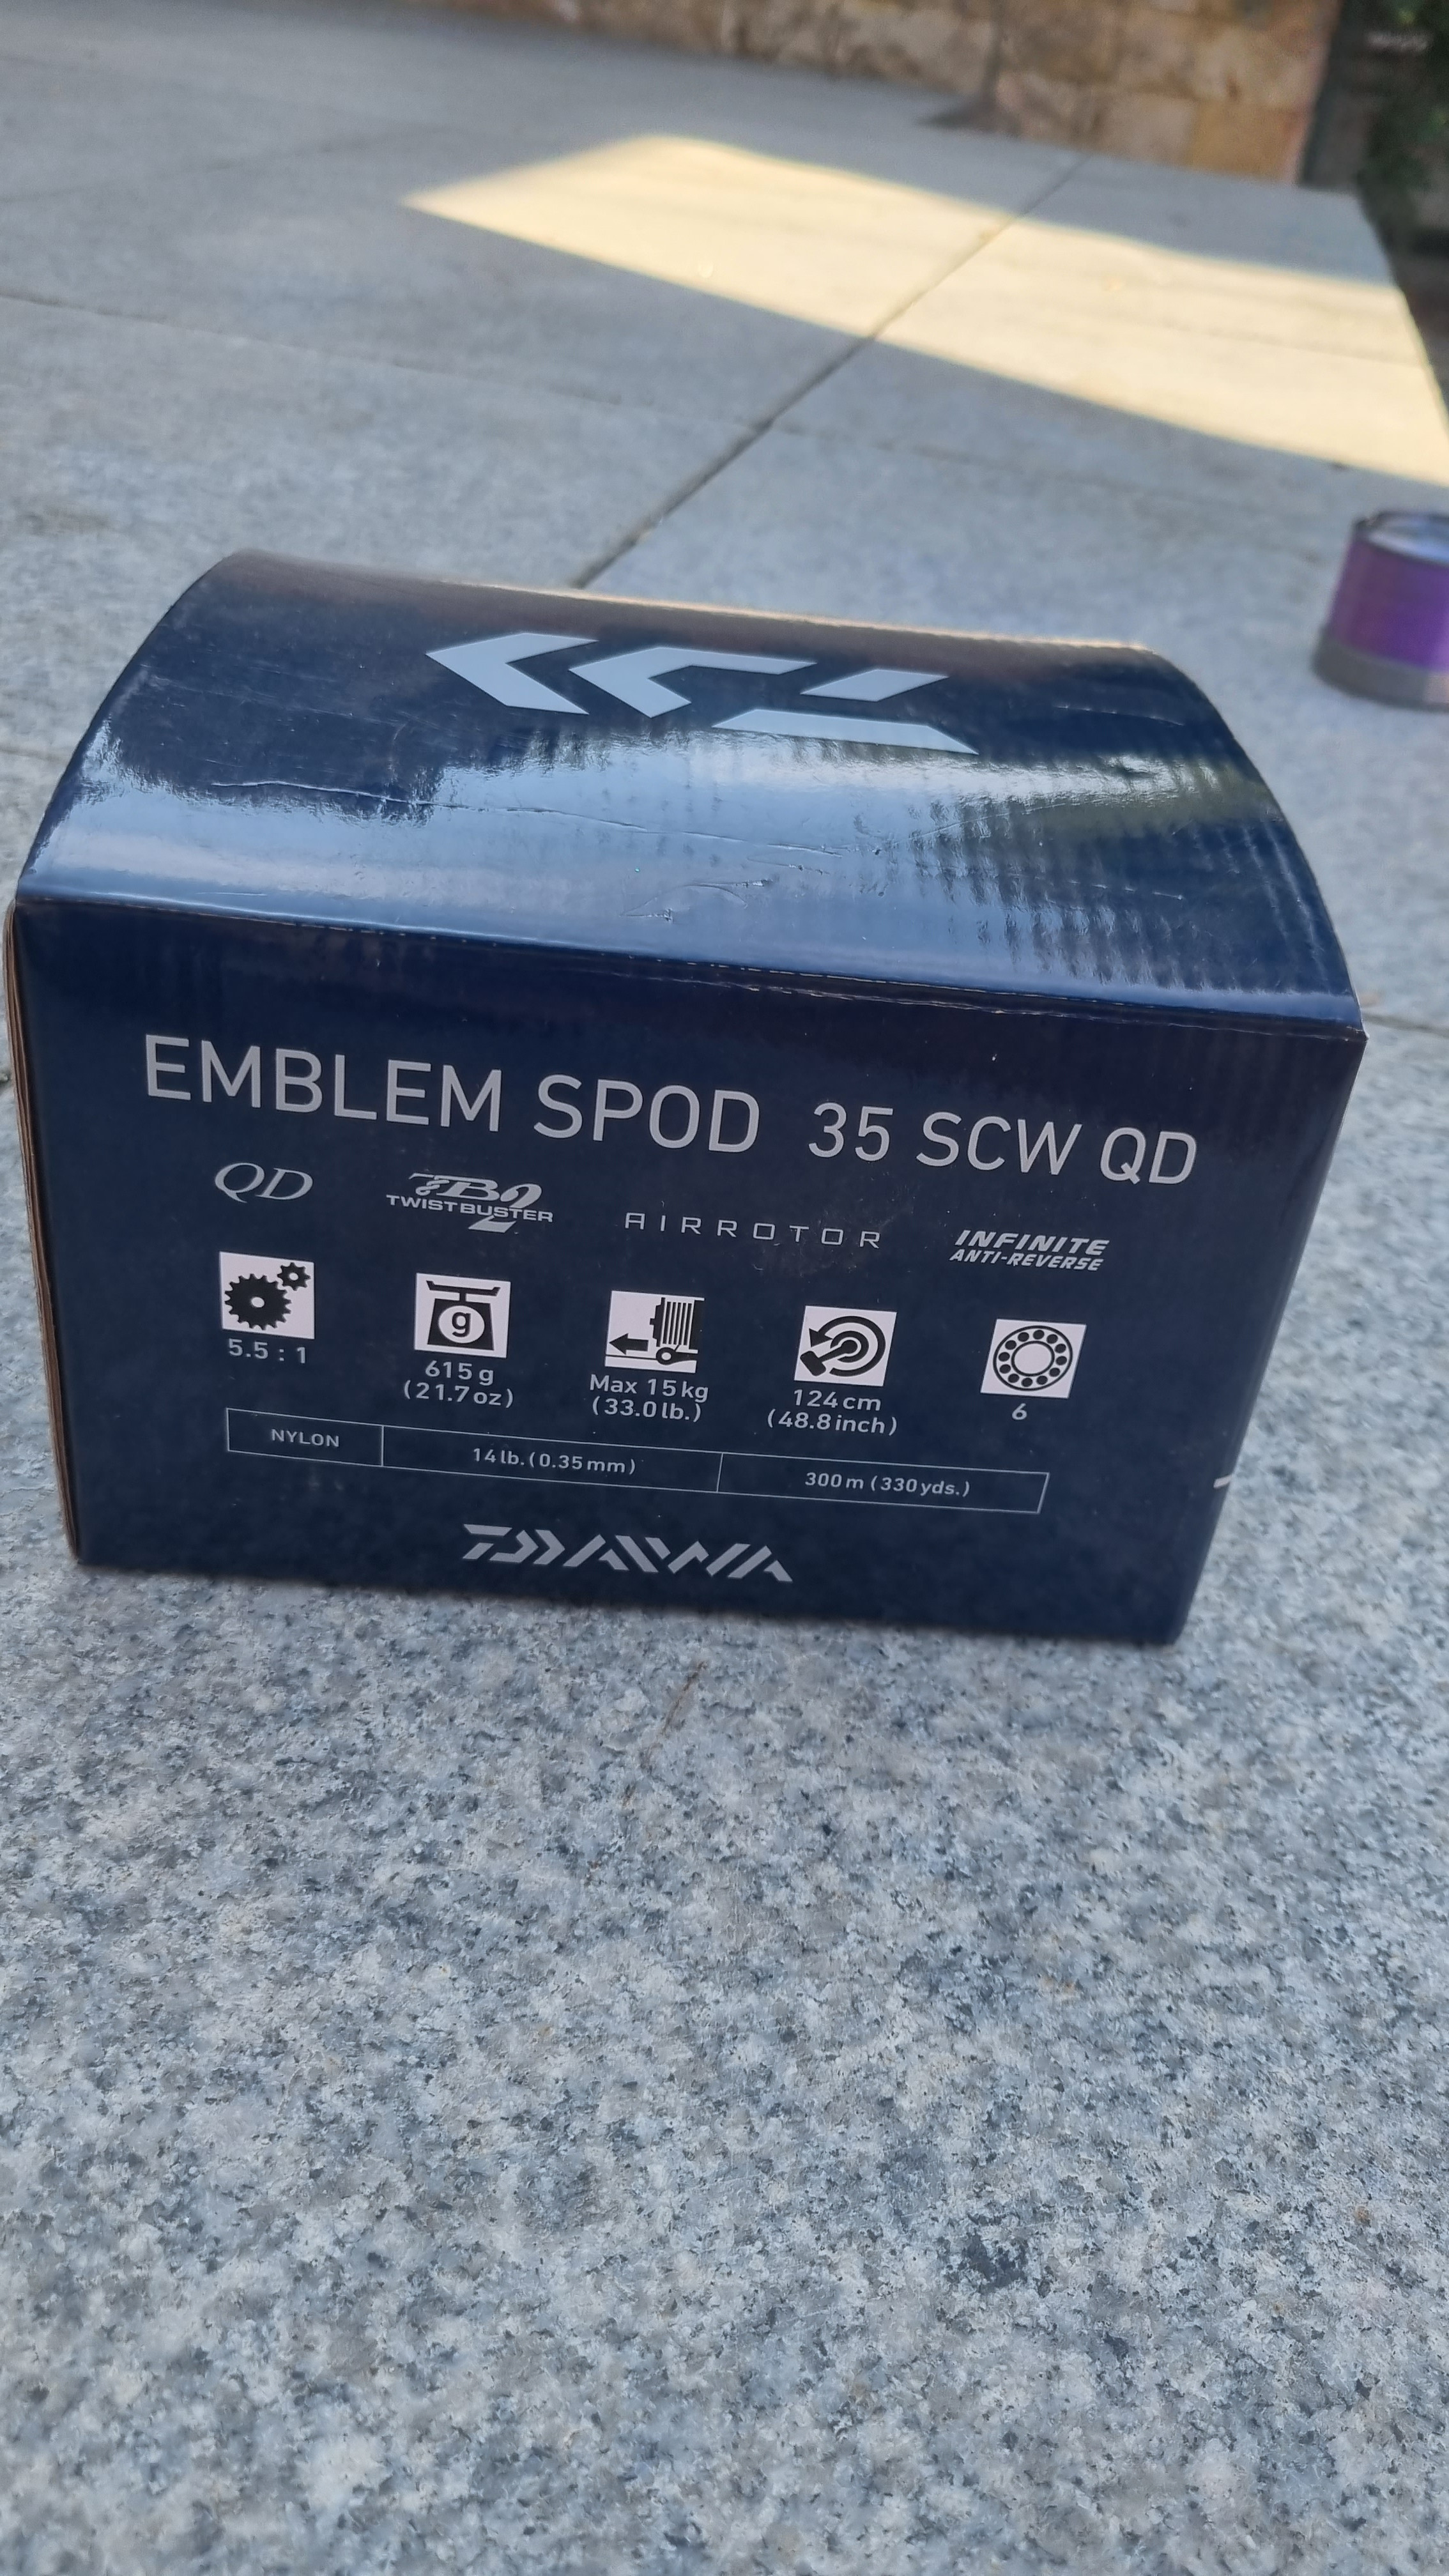 EMBLEM SPOD 35 SCW QD
QD
TB2
TWISTBUSTER
AIRROTOR
INFINITE
ANTI-REVERSE
g
5.5 : 1
615 g
(21.7 oz)
Max 15 kg
(33.0 lb.)
124 cm
(48.8 inch)
6
NYLON 14 lb. (0.35 mm) 300 m (330 yds.)
DAIWA